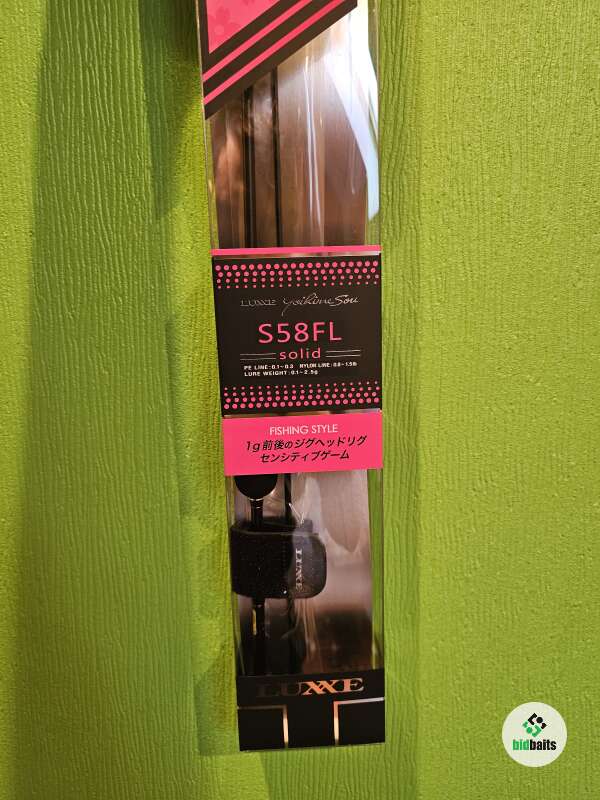 LUXXE yoihime Sou
S58FL
solid
PE LINE:0.1~0.3 NYLON LINE:0.8~1.5lb
LURE WEIGHT:0.1~2.5g
FISHING STYLE
1g前後のジグヘッドリグ
センシティブゲーム
LUXXE
LUXXE
bidbaits